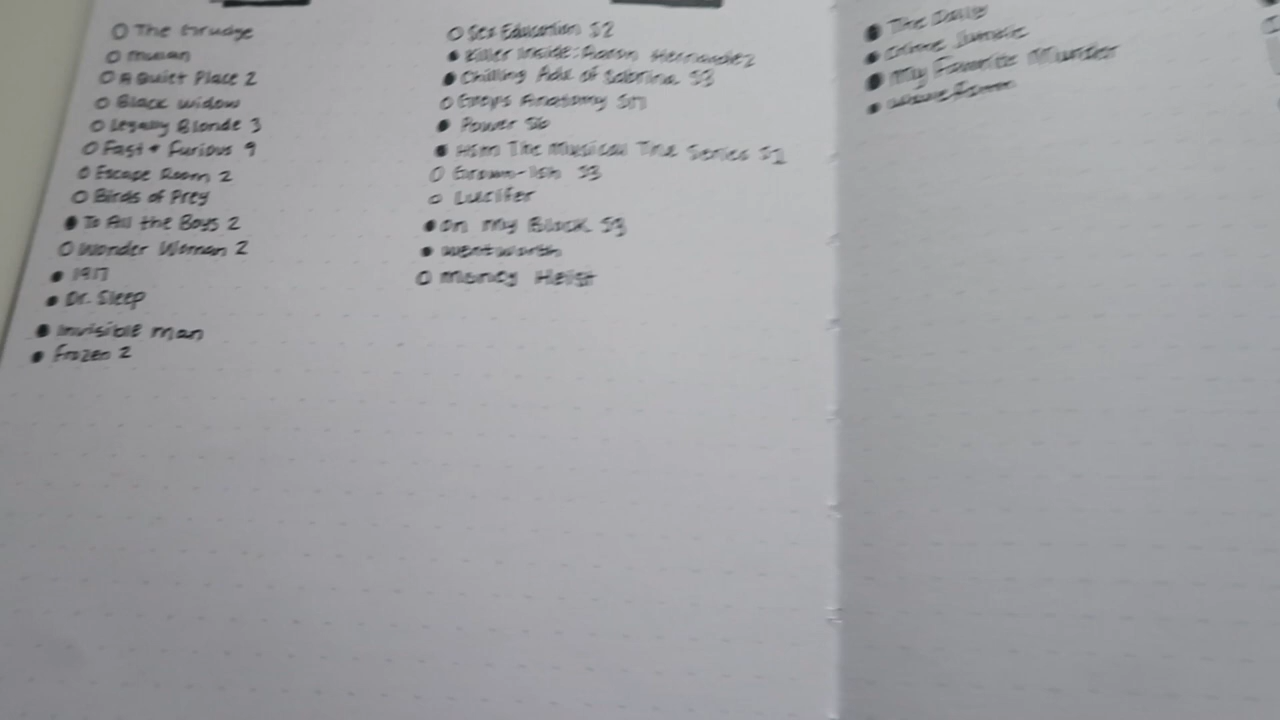 The Grudge
Mulan
A Quiet Place 2
Black Widow
Legally Blonde 3
Fast + Furious 9
Escape Room 2
Birds of Prey
To All the Boys 2
Wonder Woman 2
1917
Dr. Sleep
Invisible man
Frozen 2
Sex Education S2
Killer Inside: Aaron Hernandez
Chilling Adv. of Sabrina S3
Greys Anatomy
Power S6
HSM The Musical The Series S1
Grown-ish S3
Lucifer
On My Block S3
Wentworth
Money Heist
The Daily
Crime Junkie
My Favorite Murder